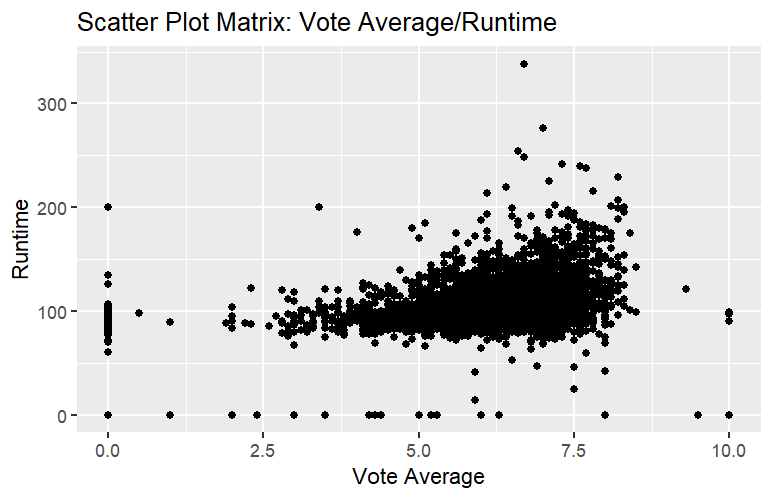 Scatter Plot Matrix: Vote Average/Runtime
Runtime
300
200
100
0
0.0 2.5 5.0 7.5 10.0
Vote Average